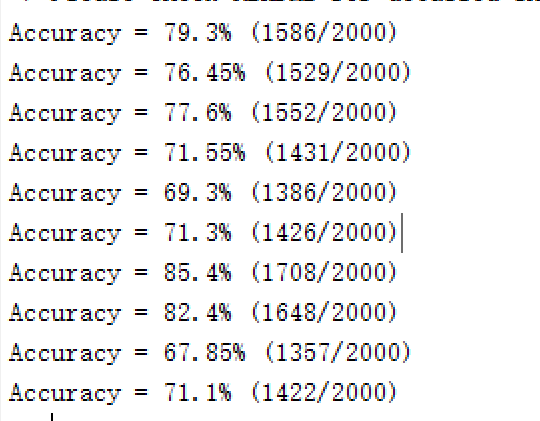 Accuracy = 79.3% (1586/2000)
Accuracy = 76.45% (1529/2000)
Accuracy = 77.6% (1552/2000)
Accuracy = 71.55% (1431/2000)
Accuracy = 69.3% (1386/2000)
Accuracy = 71.3% (1426/2000)
Accuracy = 85.4% (1708/2000)
Accuracy = 82.4% (1648/2000)
Accuracy = 67.85% (1357/2000)
Accuracy = 71.1% (1422/2000)